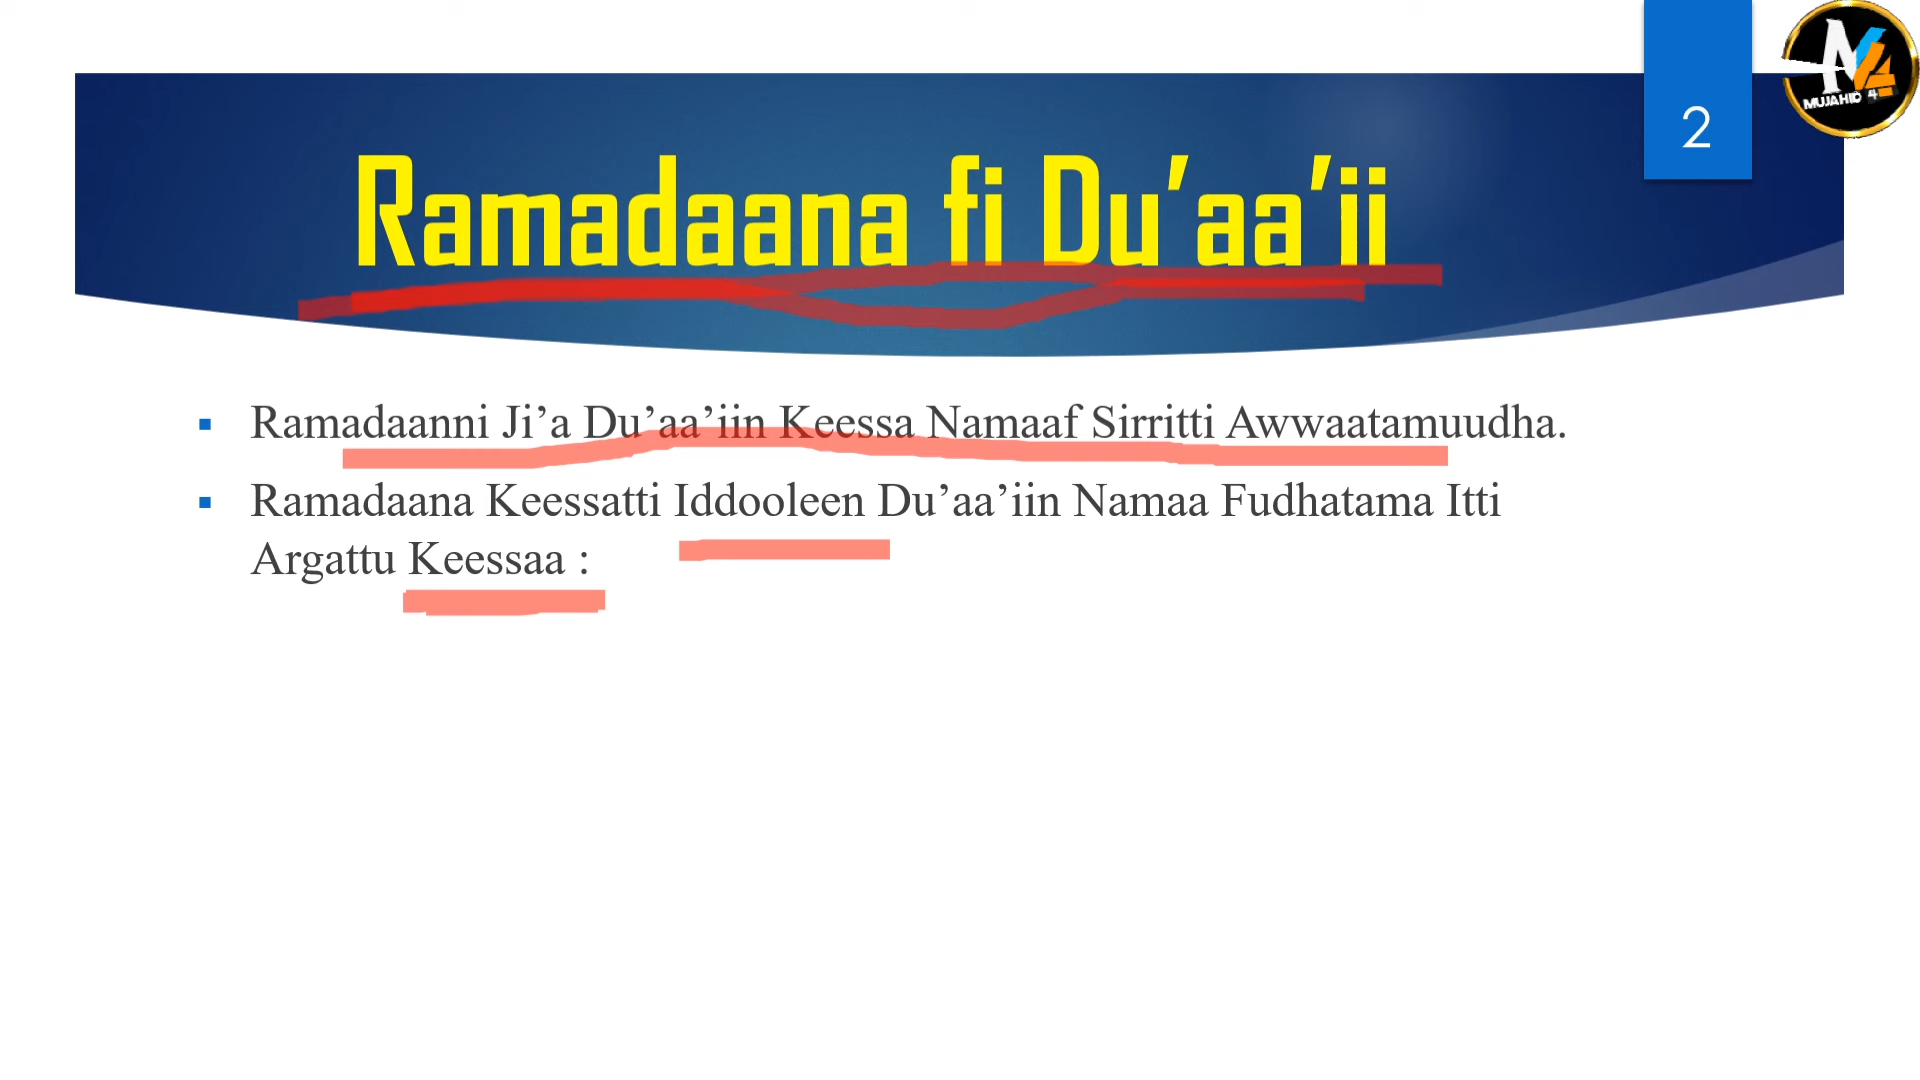 2
MUJAHID 4
Ramadaana fi Du’aa’ii
Ramadaanni Ji’a Du’aa’iin Keessa Namaaf Sirritti Awwaatamuudha.
Ramadaana Keessatti Iddooleen Du’aa’iin Namaa Fudhatama Itti
Argattu Keessaa :